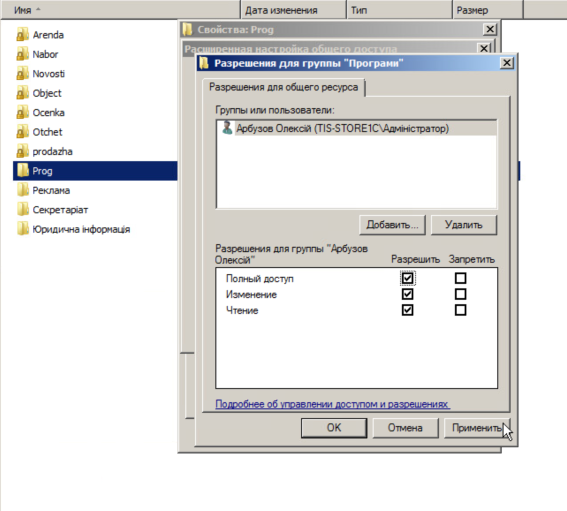 Имя Дата изменения Тип Размер
Arenda
Nabor
Novosti
Object
Ocenka
Otchet
prodazha
Prog
Реклама
Секретаріат
Юридична інформація
Свойства: Prog
Расширенная настройка общего доступа
Разрешения для группы "Програми"
Разрешения для общего ресурса
Группы или пользователи:
Арбузов Олексій (TIS-STORE1C\Адміністратор)
Добавить... Удалить
Разрешения для группы "Арбузов
Олексій" Разрешить Запретить
Полный доступ
Изменение
Чтение
Подробнее об управлении доступом и разрешениях
OK Отмена Применить